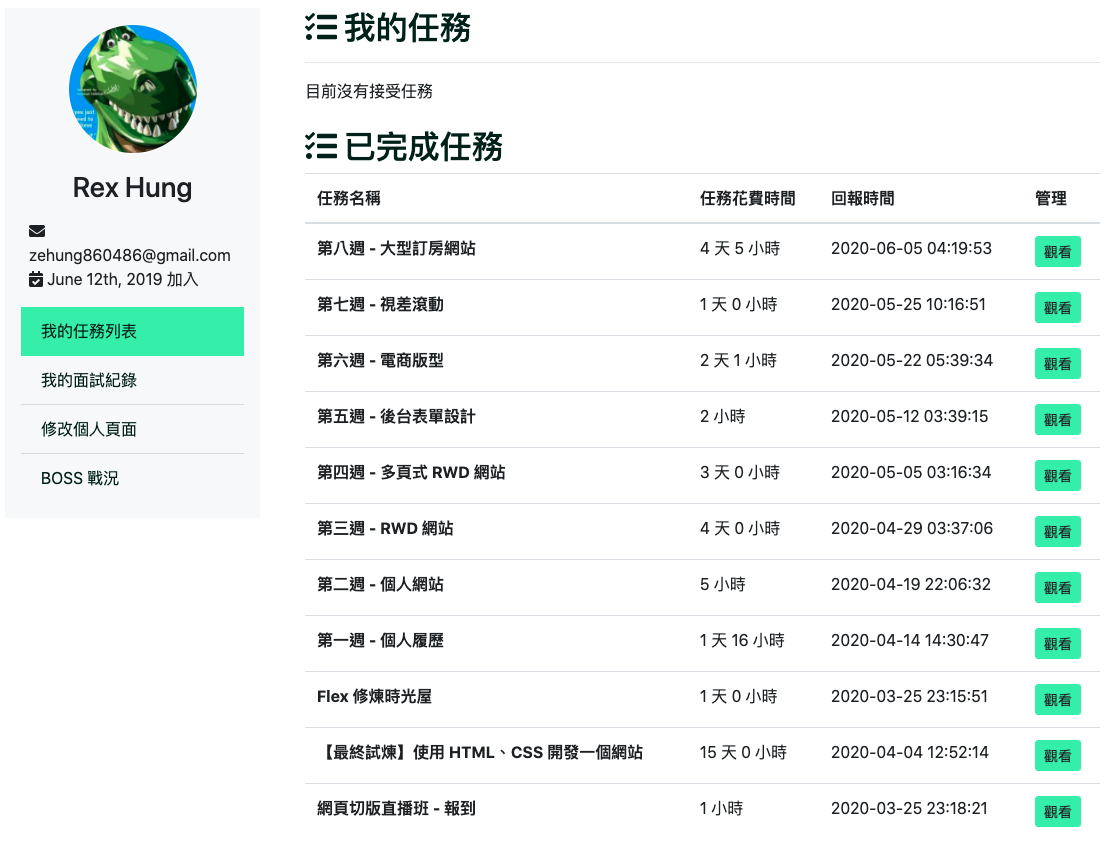 Rex Hung
zehung860486@gmail.com
June 12th, 2019 加入
我的任務列表
我的面試紀錄
修改個人頁面
BOSS 戰況
我的任務
目前沒有接受任務
已完成任務
任務名稱 任務花費時間 回報時間 管理
第八週 - 大型訂房網站 4 天 5 小時 2020-06-05 04:19:53 觀看
第七週 - 視差滾動 1 天 0 小時 2020-05-25 10:16:51 觀看
第六週 - 電商版型 2 天 1 小時 2020-05-22 05:39:34 觀看
第五週 - 後台表單設計 2 小時 2020-05-12 03:39:15 觀看
第四週 - 多頁式 RWD 網站 3 天 0 小時 2020-05-05 03:16:34 觀看
第三週 - RWD 網站 4 天 0 小時 2020-04-29 03:37:06 觀看
第二週 - 個人網站 5 小時 2020-04-19 22:06:32 觀看
第一週 - 個人履歷 1 天 16 小時 2020-04-14 14:30:47 觀看
Flex 修煉時光屋 1 天 0 小時 2020-03-25 23:15:51 觀看
【最終試煉】使用 HTML、CSS 開發一個網站 15 天 0 小時 2020-04-04 12:52:14 觀看
網頁切版直播班 - 報到 1 小時 2020-03-25 23:18:21 觀看